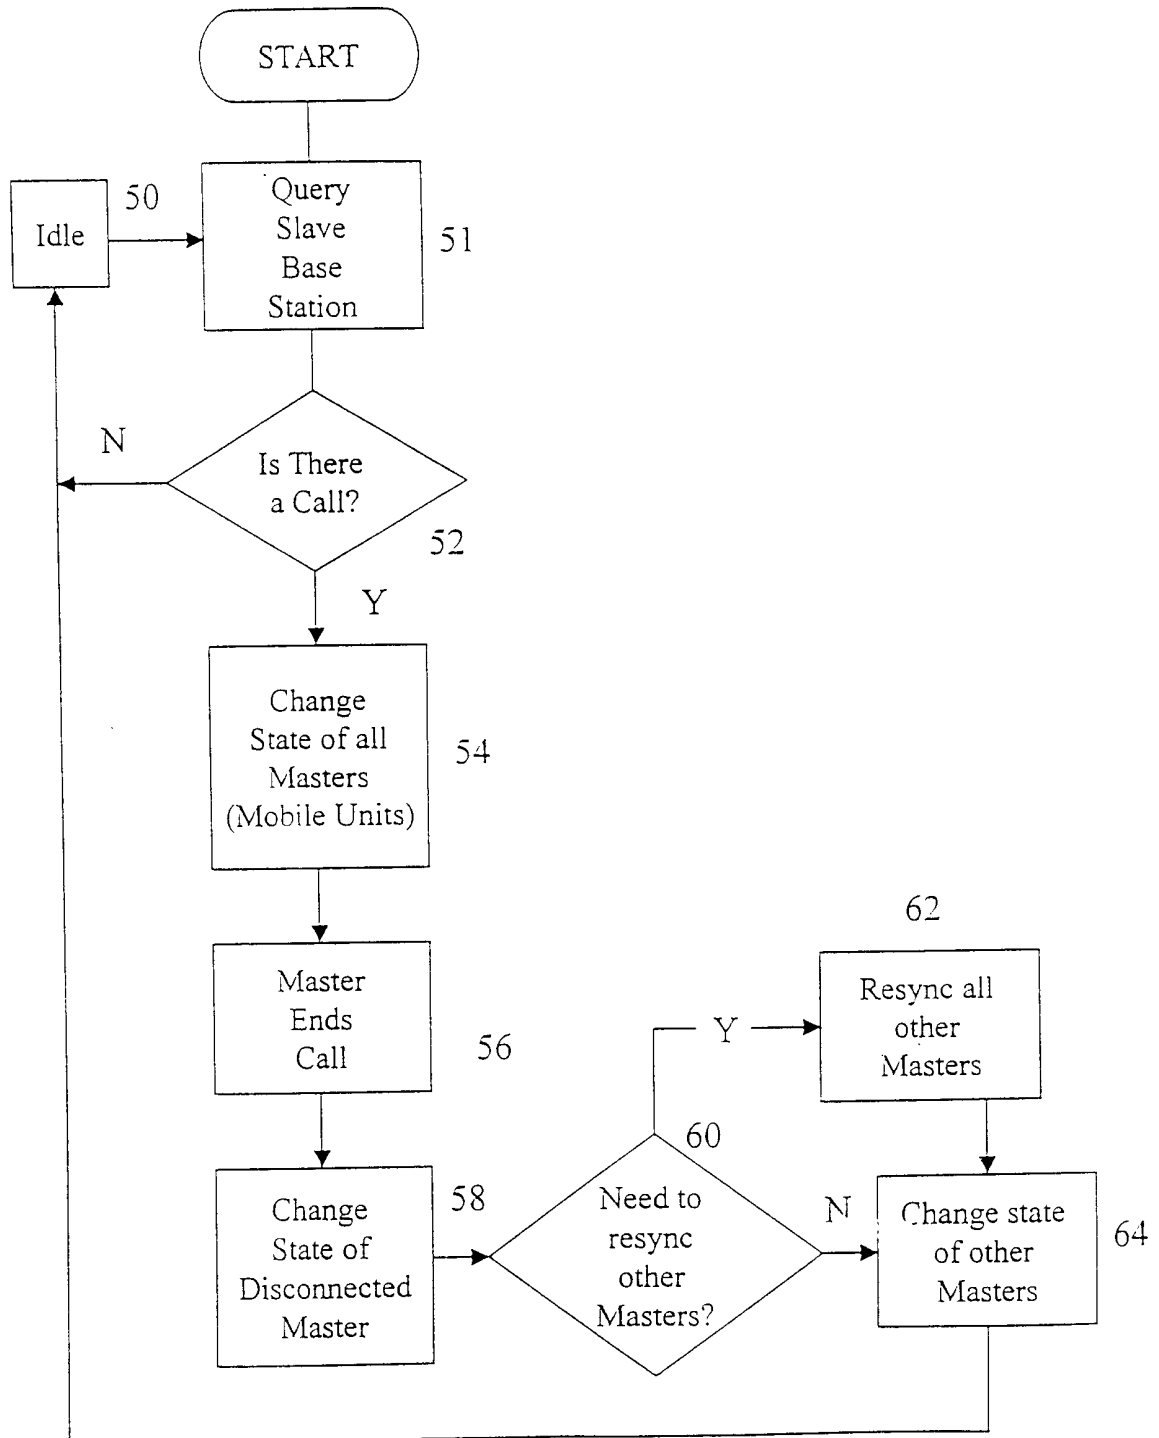 START
50
Idle
Query
Slave
Base
Station
51
N
Is There
a Call?
52
Y
Change
State of all
Masters
(Mobile Units)
54
Master
Ends
Call
56
62
Resync all
other
Masters
Y
60
Change
State of
Disconnected
Master
58
Need to
resync
other
Masters?
N
Change state
of other
Masters
64